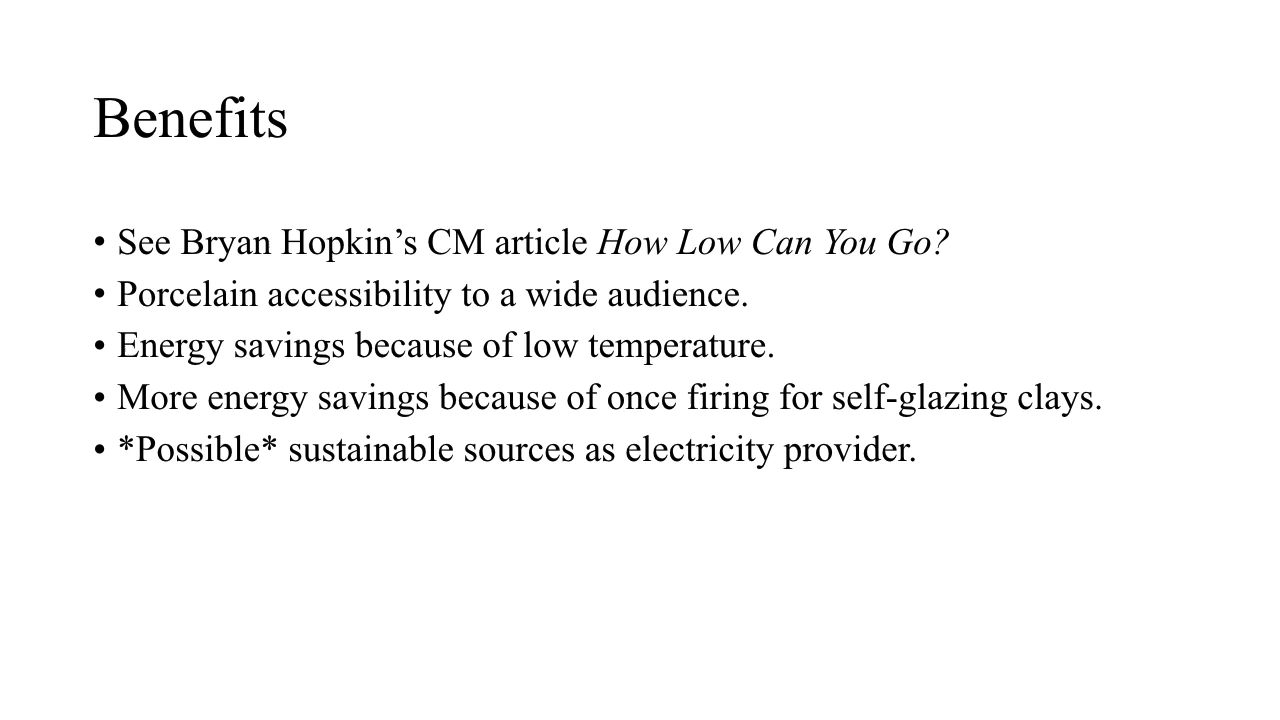 Benefits
• See Bryan Hopkin’s CM article How Low Can You Go?
• Porcelain accessibility to a wide audience.
• Energy savings because of low temperature.
• More energy savings because of once firing for self-glazing clays.
• *Possible* sustainable sources as electricity provider.